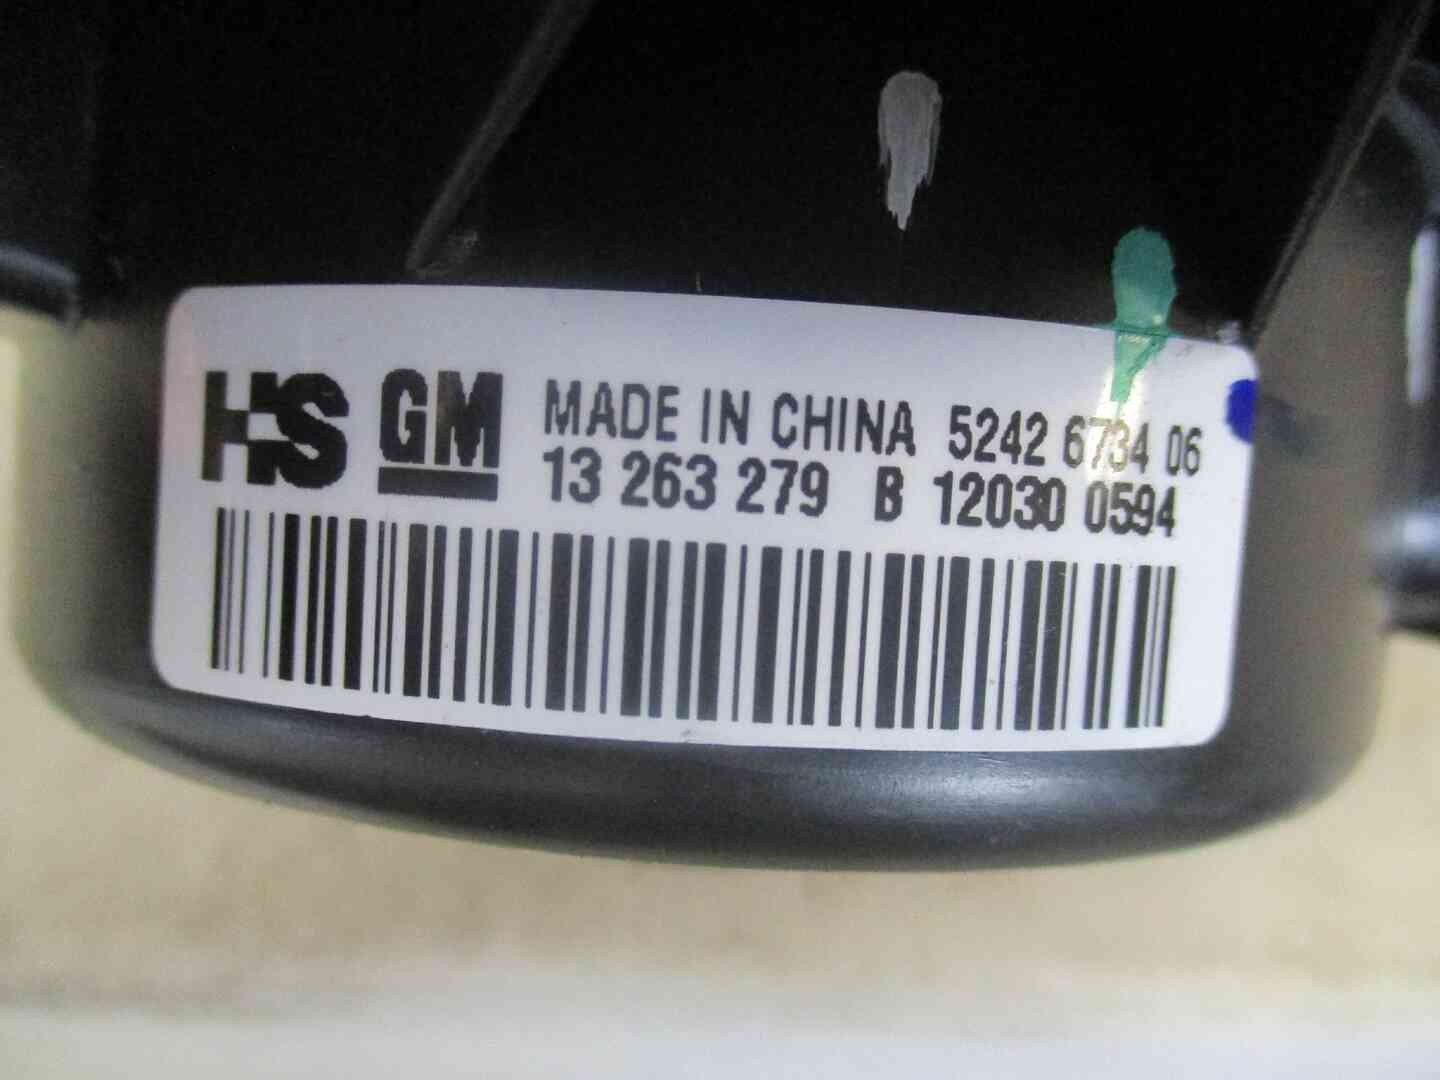 HS GM MADE IN CHINA 5242 6734 06
13 263 279 B 12030 0594